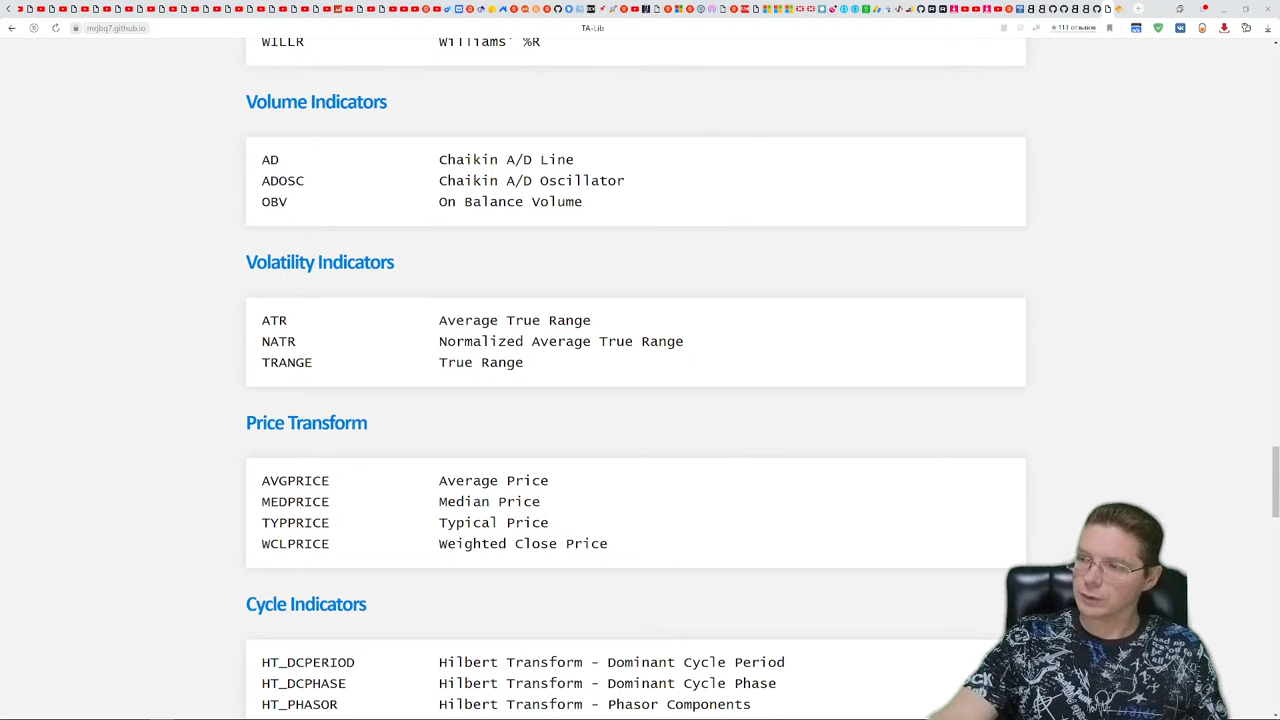 mrjbq7.github.io
TA-Lib
113 отзывов
WILLR Williams' %R
Volume Indicators
AD Chaikin A/D Line
ADOSC Chaikin A/D Oscillator
OBV On Balance Volume
Volatility Indicators
ATR Average True Range
NATR Normalized Average True Range
TRANGE True Range
Price Transform
AVGPRICE Average Price
MEDPRICE Median Price
TYPPRICE Typical Price
WCLPRICE Weighted Close Price
Cycle Indicators
HT_DCPERIOD Hilbert Transform - Dominant Cycle Period
HT_DCPHASE Hilbert Transform - Dominant Cycle Phase
HT_PHASOR Hilbert Transform - Phasor Components